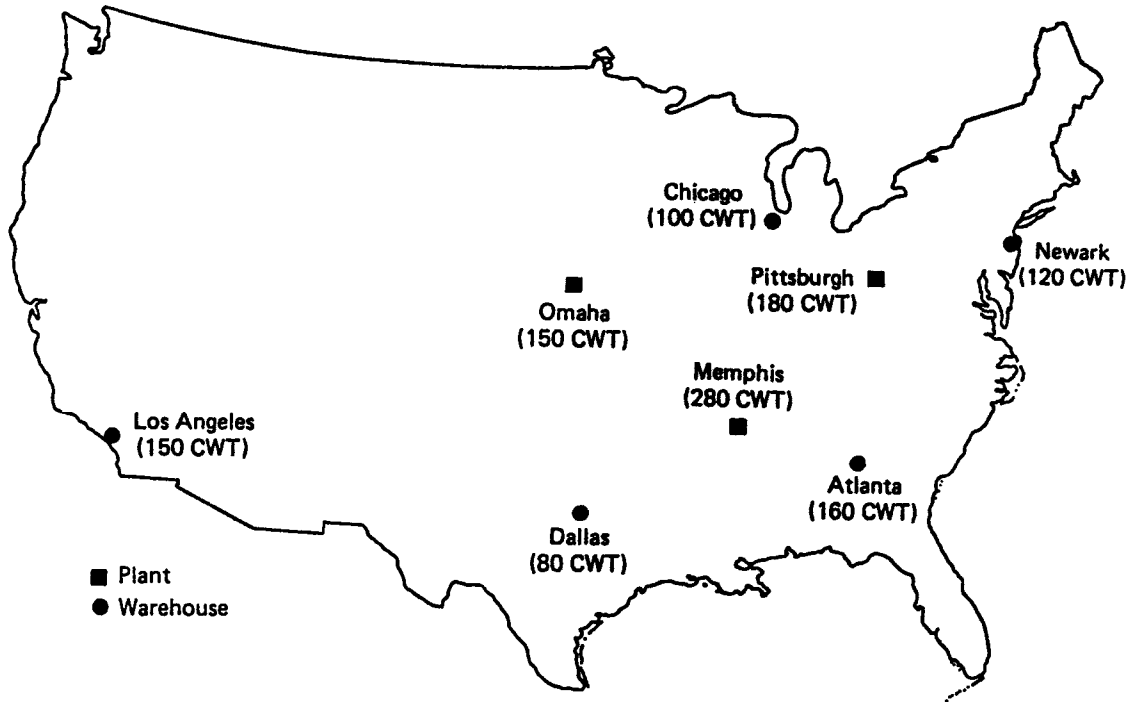 Chicago
(100 CWT)
Newark
(120 CWT)
Pittsburgh
(180 CWT)
Omaha
(150 CWT)
Memphis
(280 CWT)
Los Angeles
(150 CWT)
Atlanta
(160 CWT)
Dallas
(80 CWT)
Plant
Warehouse